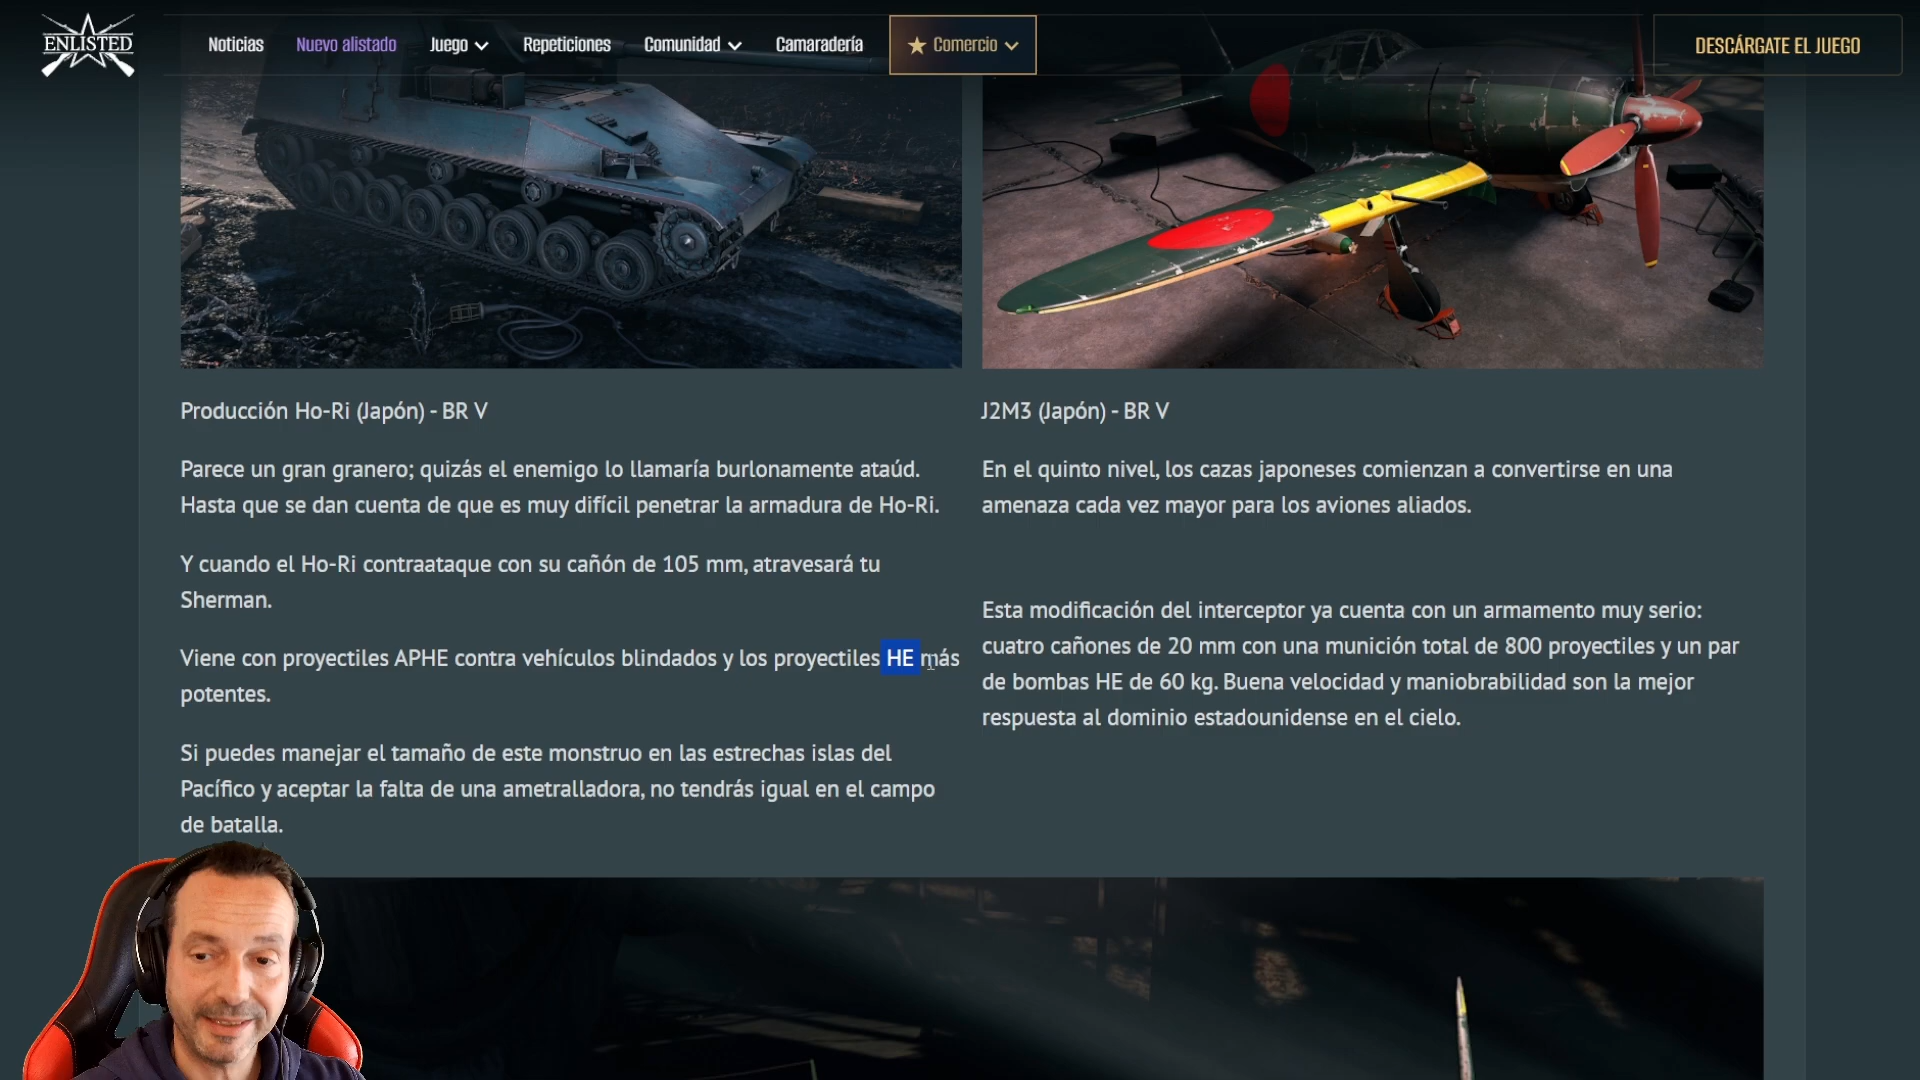 ENLISTED
Noticias
Nuevo alistado
Juego
Repeticiones
Comunidad
Camaradería
Comercio
DESCÁRGATE EL JUEGO
Producción Ho-Ri (Japón) - BR V
Parece un gran granero; quizás el enemigo lo llamaría burlonamente ataúd.
Hasta que se dan cuenta de que es muy difícil penetrar la armadura de Ho-Ri.
Y cuando el Ho-Ri contraataque con su cañón de 105 mm, atravesará tu
Sherman.
Viene con proyectiles APHE contra vehículos blindados y los proyectiles HE más
potentes.
Si puedes manejar el tamaño de este monstruo en las estrechas islas del
Pacífico y aceptar la falta de una ametralladora, no tendrás igual en el campo
de batalla.
J2M3 (Japón) - BR V
En el quinto nivel, los cazas japoneses comienzan a convertirse en una
amenaza cada vez mayor para los aviones aliados.
Esta modificación del interceptor ya cuenta con un armamento muy serio:
cuatro cañones de 20 mm con una munición total de 800 proyectiles y un par
de bombas HE de 60 kg. Buena velocidad y maniobrabilidad son la mejor
respuesta al dominio estadounidense en el cielo.